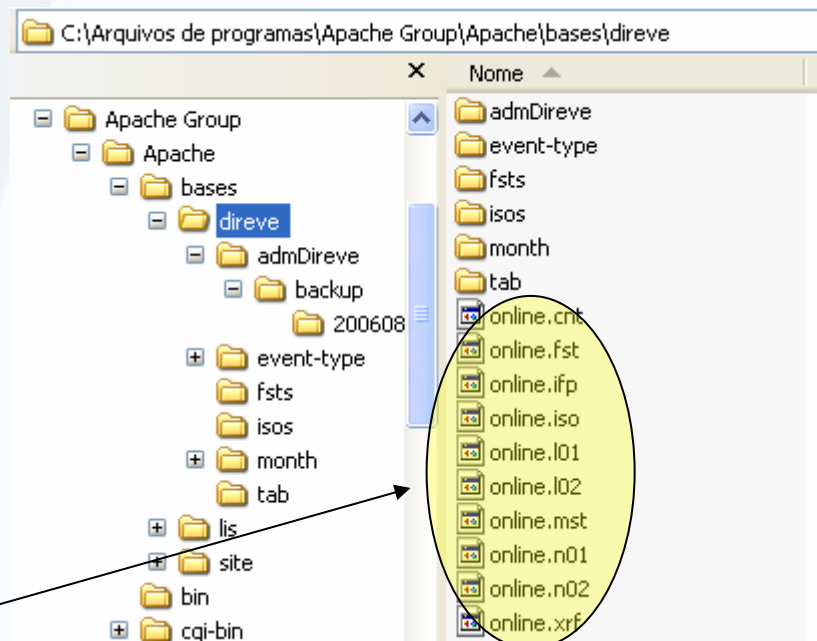 C:\Arquivos de programas\Apache Group\Apache\bases\direve
Nome
Apache Group
Apache
bases
direve
admDireve
backup
200608
event-type
fsts
isos
month
tab
lis
site
bin
cgi-bin
admDireve
event-type
fsts
isos
month
tab
online.cnt
online.fst
online.ifp
online.iso
online.l01
online.l02
online.mst
online.n01
online.n02
online.xrf